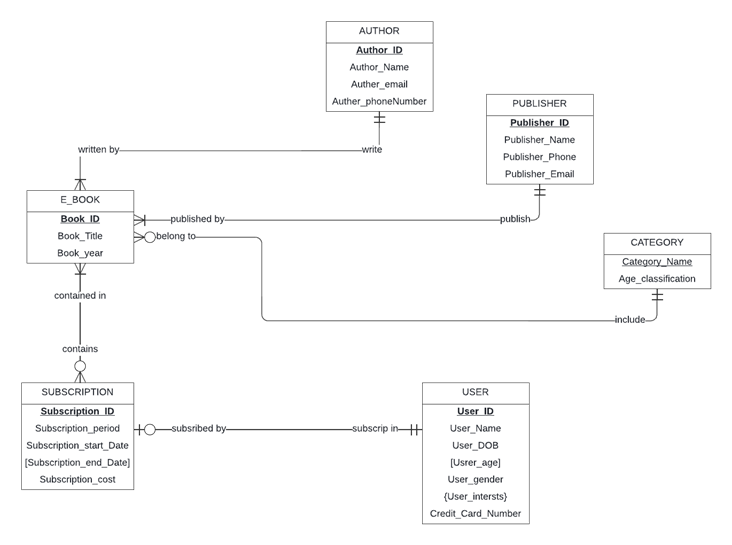 AUTHOR
Author_ID
Author_Name
Auther_email
Auther_phoneNumber
PUBLISHER
Publisher_ID
Publisher_Name
Publisher_Phone
Publisher_Email
written by
write
E_BOOK
Book_ID
Book_Title
Book_year
published by
publish
belong to
CATEGORY
Category_Name
Age_classification
include
contained in
contains
SUBSCRIPTION
Subscription_ID
Subscription_period
Subscription_start_Date
[Subscription_end_Date]
Subscription_cost
subsribed by
subscrip in
USER
User_ID
User_Name
User_DOB
[Usrer_age]
User_gender
{User_intersts}
Credit_Card_Number